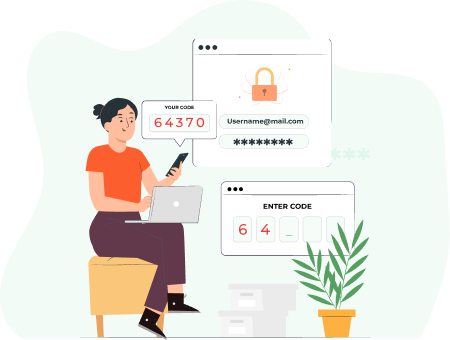 YOUR CODE
64370
Username@mail.com
********
ENTER CODE
6 4 _